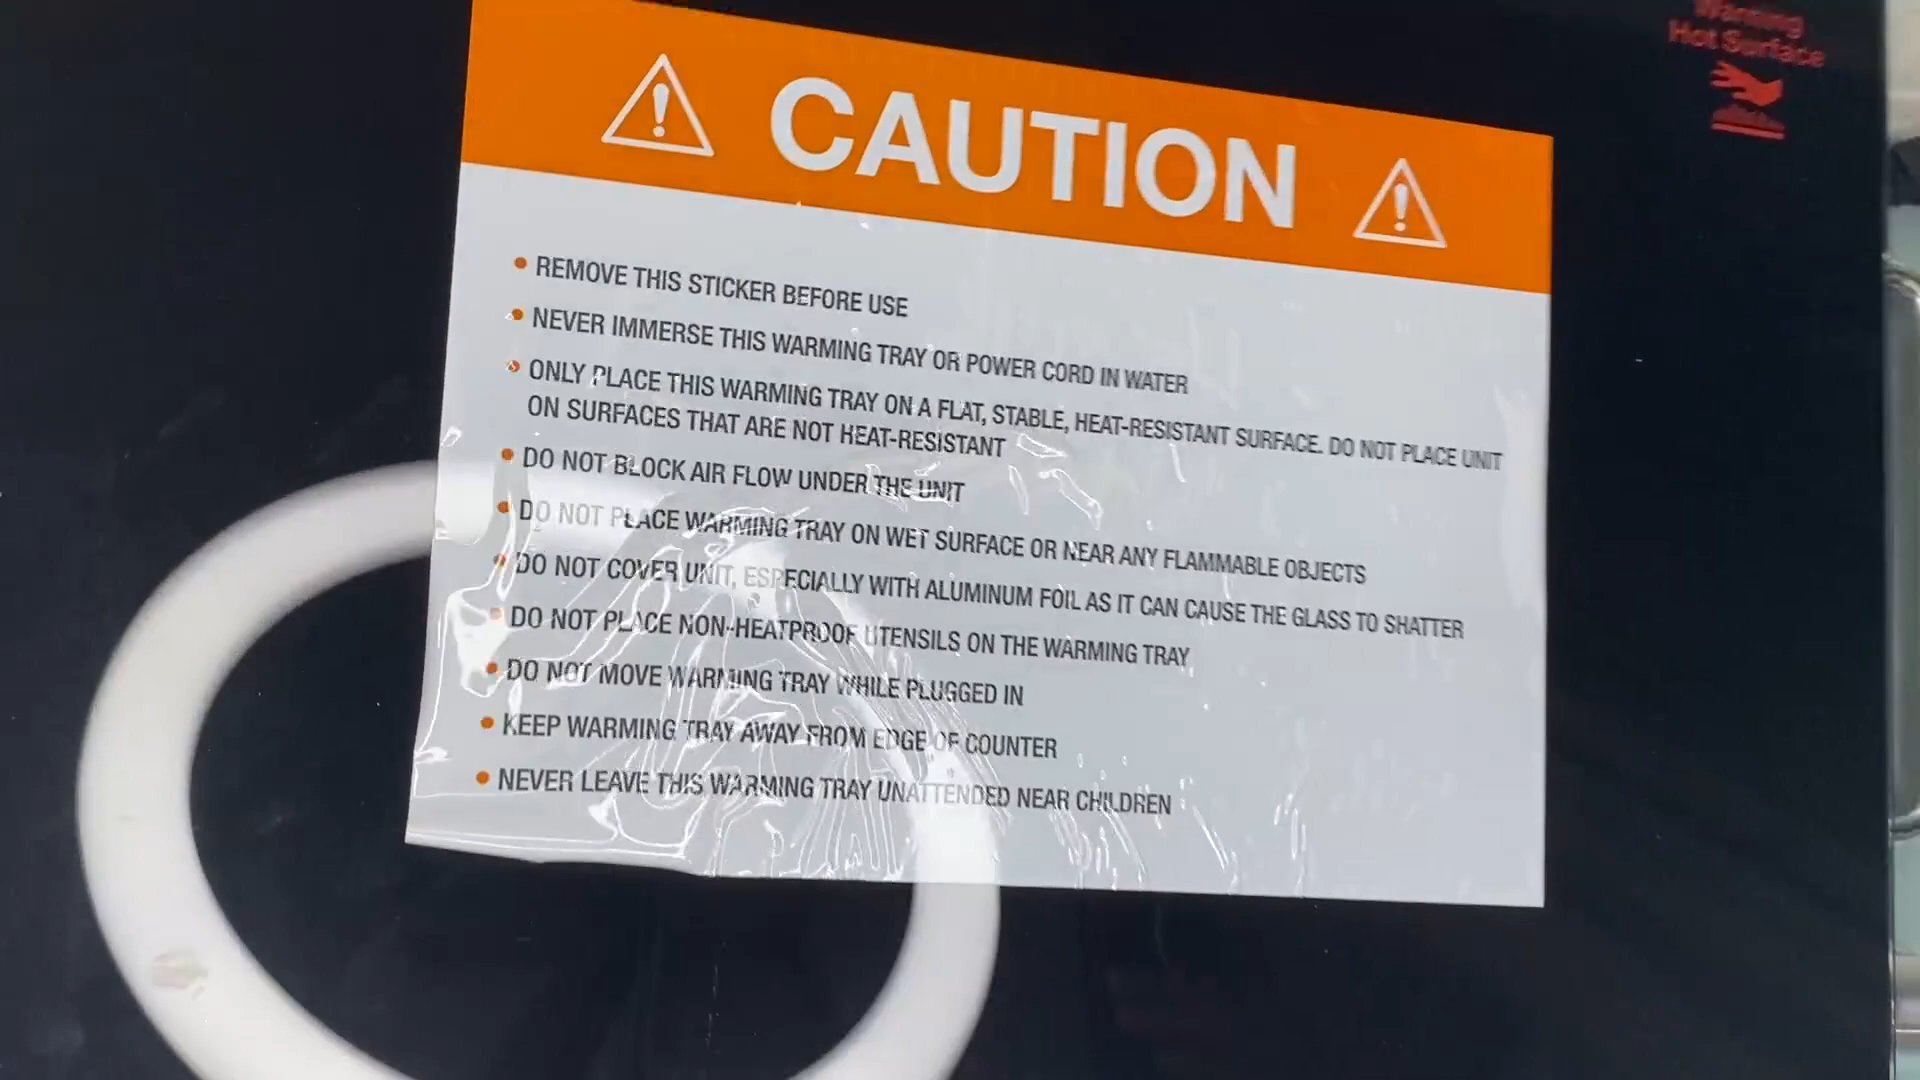 Warning
Hot Surface
CAUTION
• REMOVE THIS STICKER BEFORE USE
• NEVER IMMERSE THIS WARMING TRAY OR POWER CORD IN WATER
• ONLY PLACE THIS WARMING TRAY ON A FLAT, STABLE, HEAT-RESISTANT SURFACE. DO NOT PLACE UNIT
ON SURFACES THAT ARE NOT HEAT-RESISTANT
• DO NOT BLOCK AIR FLOW UNDER THE UNIT
• DO NOT PLACE WARMING TRAY ON WET SURFACE OR NEAR ANY FLAMMABLE OBJECTS
• DO NOT COVER UNIT, ESPECIALLY WITH ALUMINUM FOIL AS IT CAN CAUSE THE GLASS TO SHATTER
• DO NOT PLACE NON-HEATPROOF UTENSILS ON THE WARMING TRAY
• DO NOT MOVE WARMING TRAY WHILE PLUGGED IN
• KEEP WARMING TRAY AWAY FROM EDGE OF COUNTER
• NEVER LEAVE THIS WARMING TRAY UNATTENDED NEAR CHILDREN